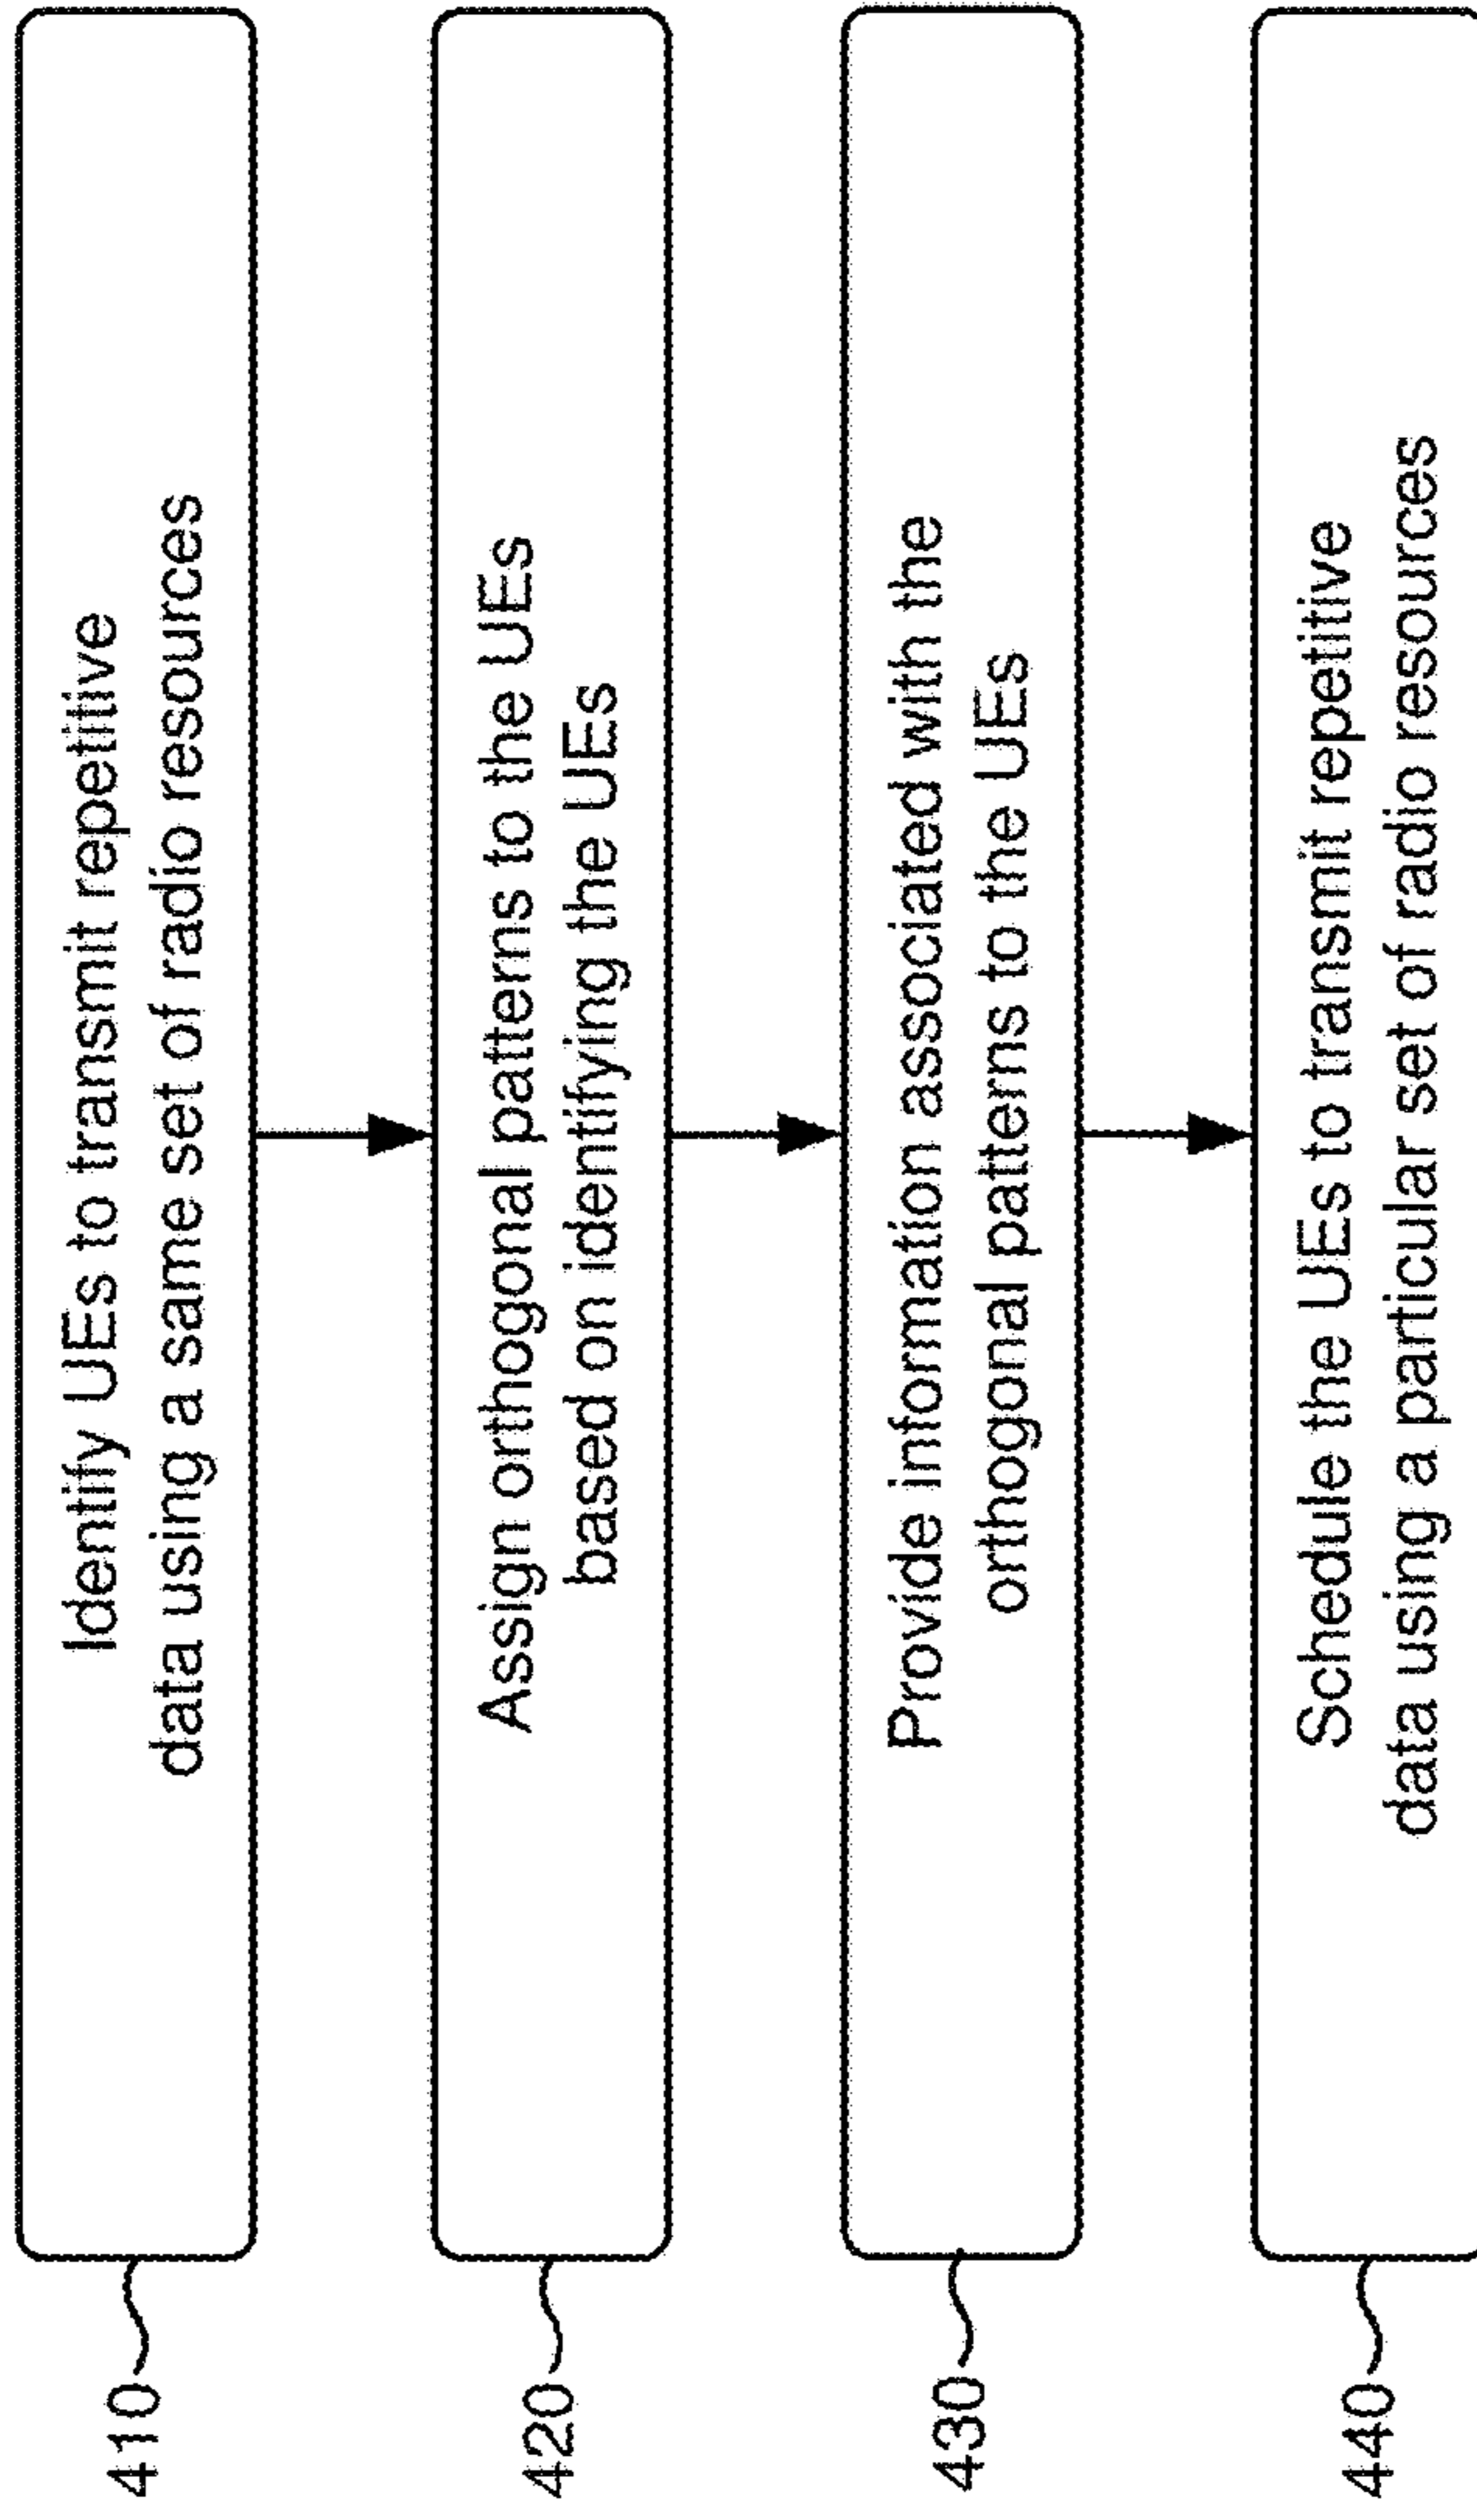 410
Identify UEs to transmit repetitive
data using a same set of radio resources
420
Assign orthogonal patterns to the UEs
based on identifying the UEs
430
Provide information associated with the
orthogonal patterns to the UEs
440
Schedule the UEs to transmit repetitive
data using a particular set of radio resources